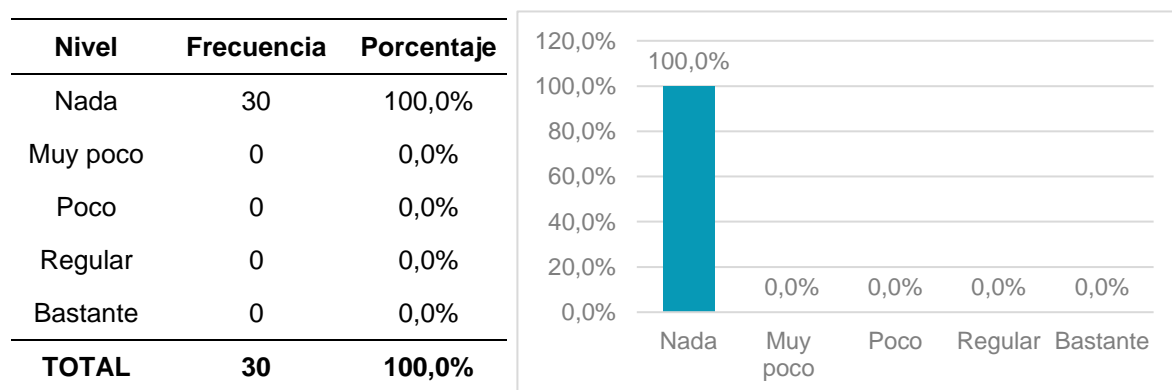 Nivel Frecuencia Porcentaje
Nada 30 100,0%
Muy poco 0 0,0%
Poco 0 0,0%
Regular 0 0,0%
Bastante 0 0,0%
TOTAL 30 100,0%
120,0%
100,0%
80,0%
60,0%
40,0%
20,0%
0,0%
100,0%
0,0% 0,0% 0,0% 0,0%
Nada Muy poco Poco Regular Bastante